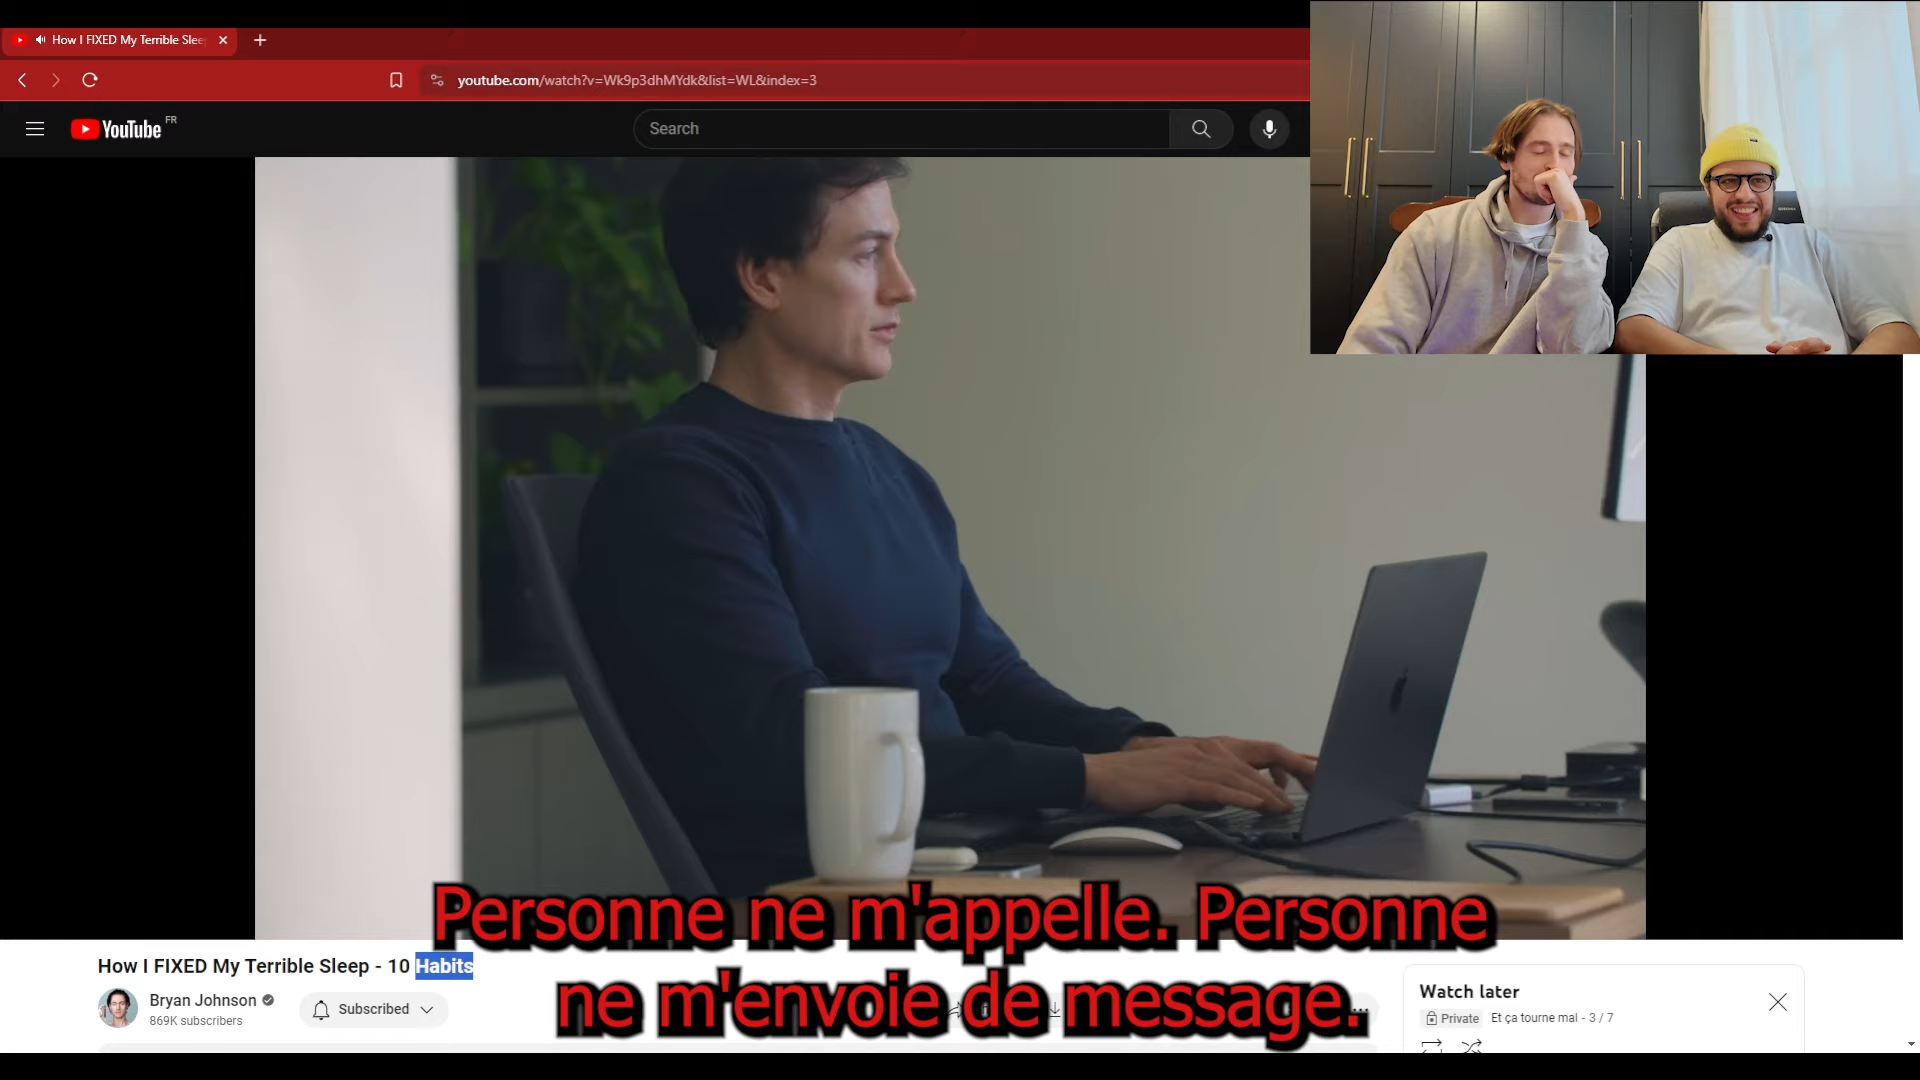 How I FIXED My Terrible Slee
youtube.com/watch?v=Wk9p3dhMYdk&list=WL&index=3
YouTube FR
Search
Personne ne m'appelle. Personne
ne m'envoie de message.
How I FIXED My Terrible Sleep - 10 Habits
Bryan Johnson
869K subscribers
Subscribed
Watch later
Private Et ça tourne mal - 3 / 7